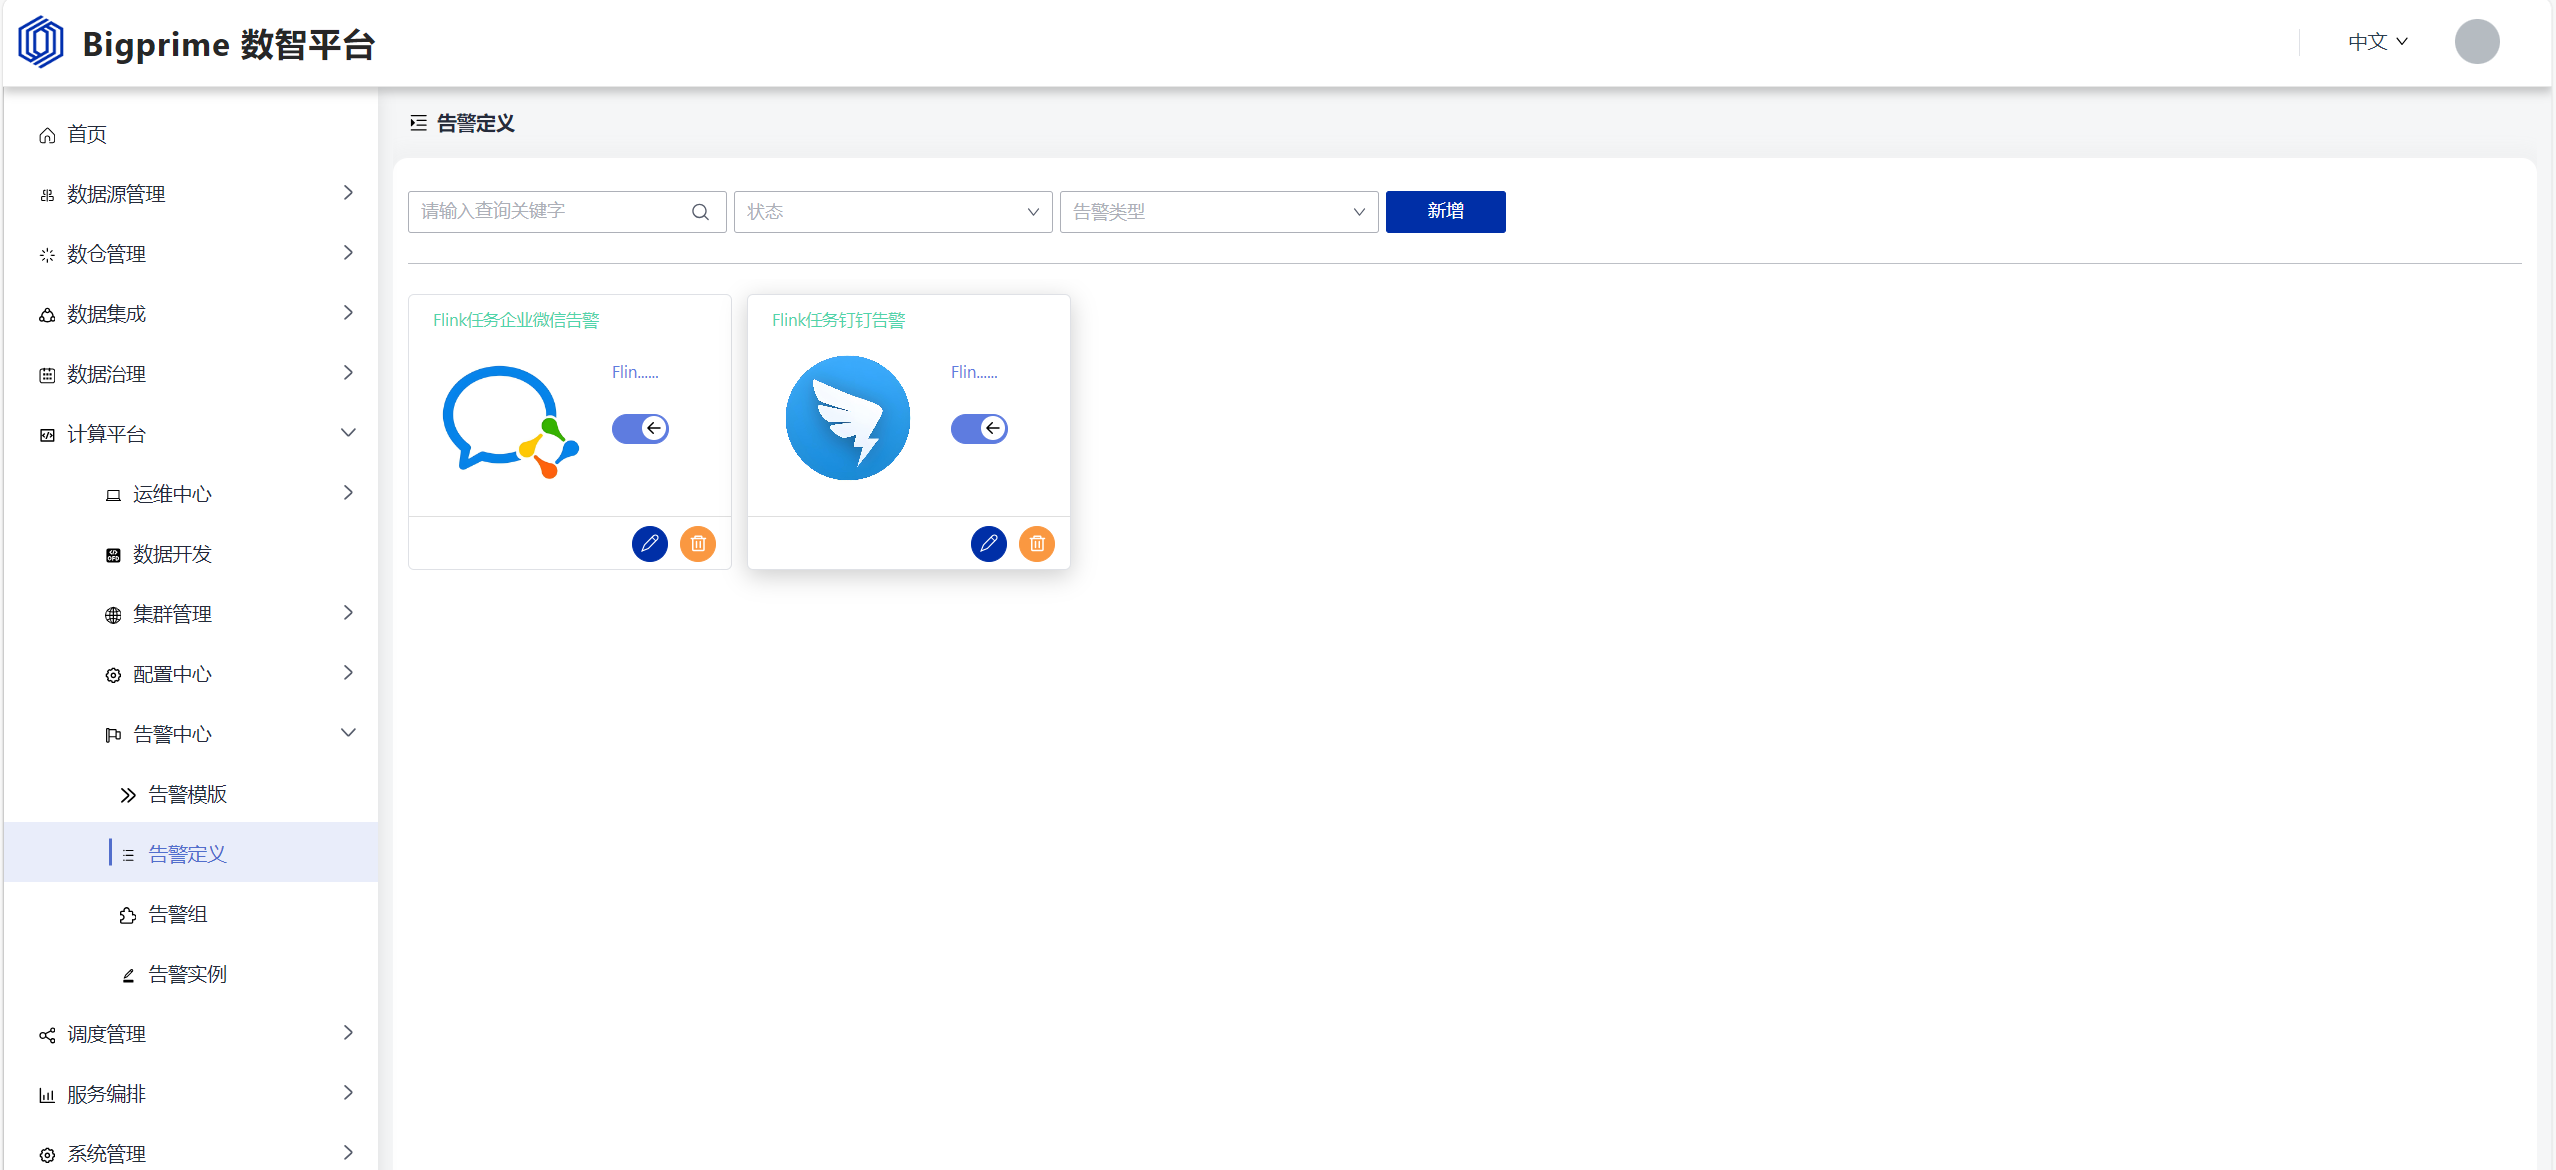 Bigprime 数智平台
中文
首页
数据源管理
数仓管理
数据集成
数据治理
计算平台
运维中心
数据开发
集群管理
配置中心
告警中心
告警模版
告警定义
告警组
告警实例
调度管理
服务编排
系统管理
告警定义
请输入查询关键字
状态
告警类型
新增
Flink任务企业微信告警
Flin......
Flink任务钉钉告警
Flin......